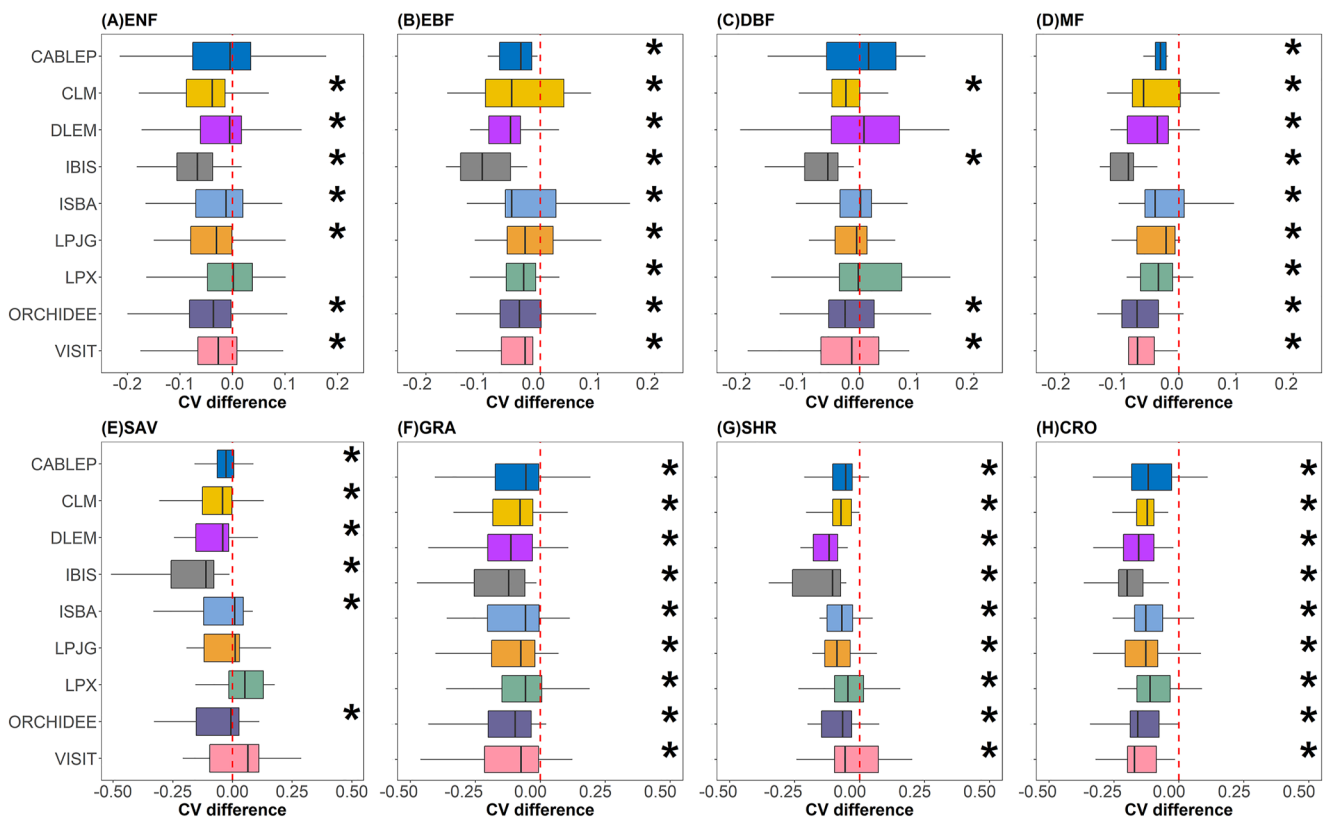 (A)ENF (B)EBF (C)DBF (D)MF
CABLEP * * *
CLM * * * *
DLEM * * *
IBIS * * * *
ISBA * * *
LPJG * * *
LPX * *
ORCHIDEE * * * *
VISIT * * * *
-0.2 -0.1 0.0 0.1 0.2 -0.2 -0.1 0.0 0.1 0.2 -0.2 -0.1 0.0 0.1 0.2 -0.2 -0.1 0.0 0.1 0.2
CV difference CV difference CV difference CV difference
(E)SAV (F)GRA (G)SHR (H)CRO
CABLEP * * * *
CLM * * * *
DLEM * * * *
IBIS * * * *
ISBA * * * *
LPJG * * *
LPX * * *
ORCHIDEE * * * *
VISIT * * *
-0.50 -0.25 0.00 0.25 0.50 -0.50 -0.25 0.00 0.25 0.50 -0.50 -0.25 0.00 0.25 0.50 -0.50 -0.25 0.00 0.25 0.50
CV difference CV difference CV difference CV difference